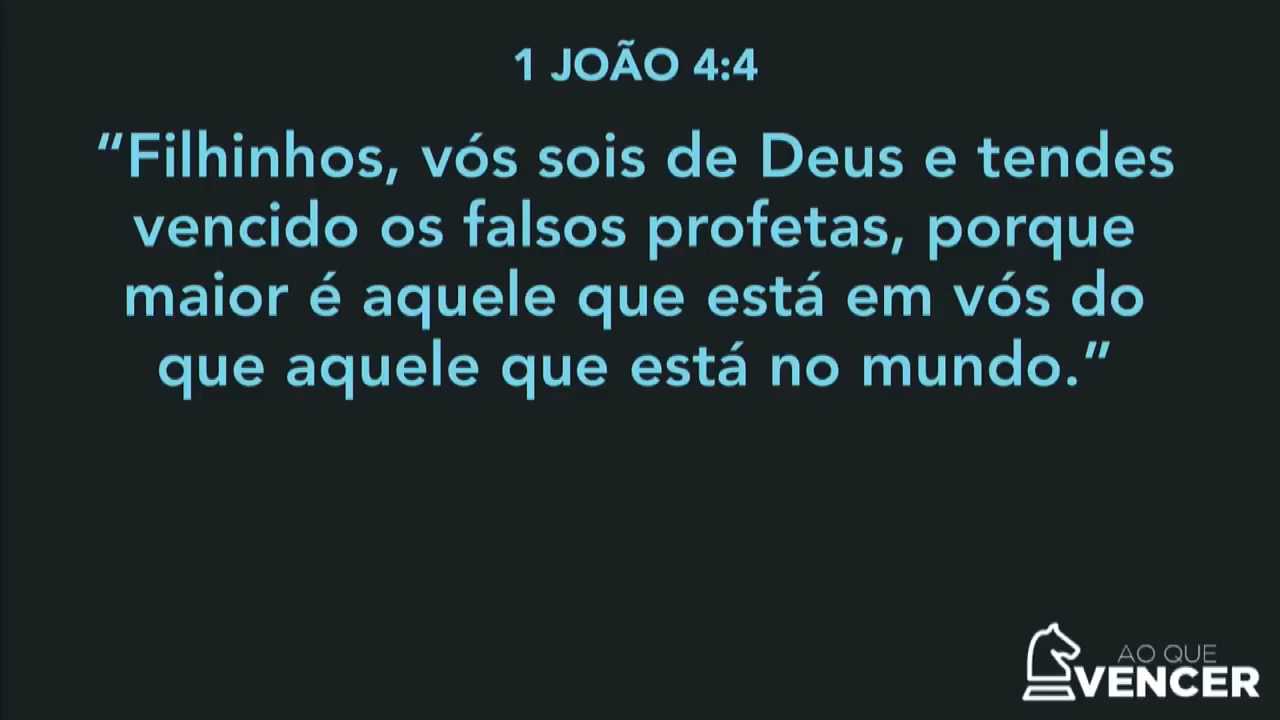 1 JOÃO 4:4
“Filhinhos, vós sois de Deus e tendes
vencido os falsos profetas, porque
maior é aquele que está em vós do
que aquele que está no mundo.”
AO QUE
VENCER